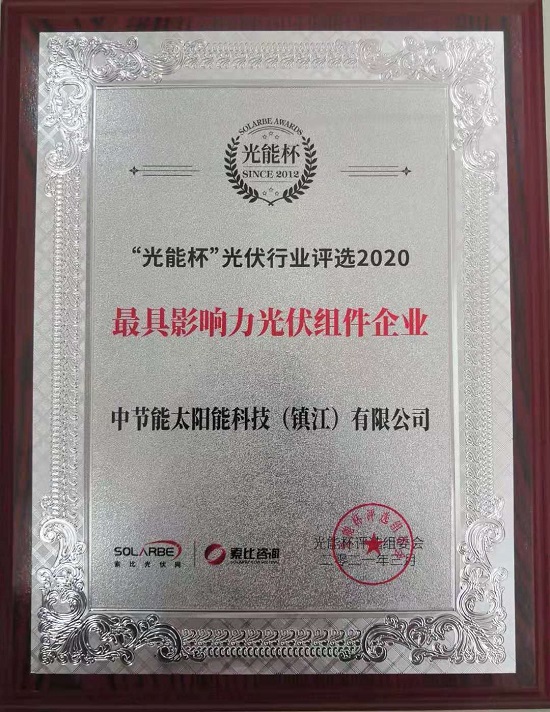 SOLARBE AWARDS
光能杯
SINCE 2012
“光能杯”光伏行业评选2020
最具影响力光伏组件企业
中节能太阳能科技（镇江）有限公司
SOLARBE
索比光伏网
索比咨询
光能杯评选组委会
二零二一年二月